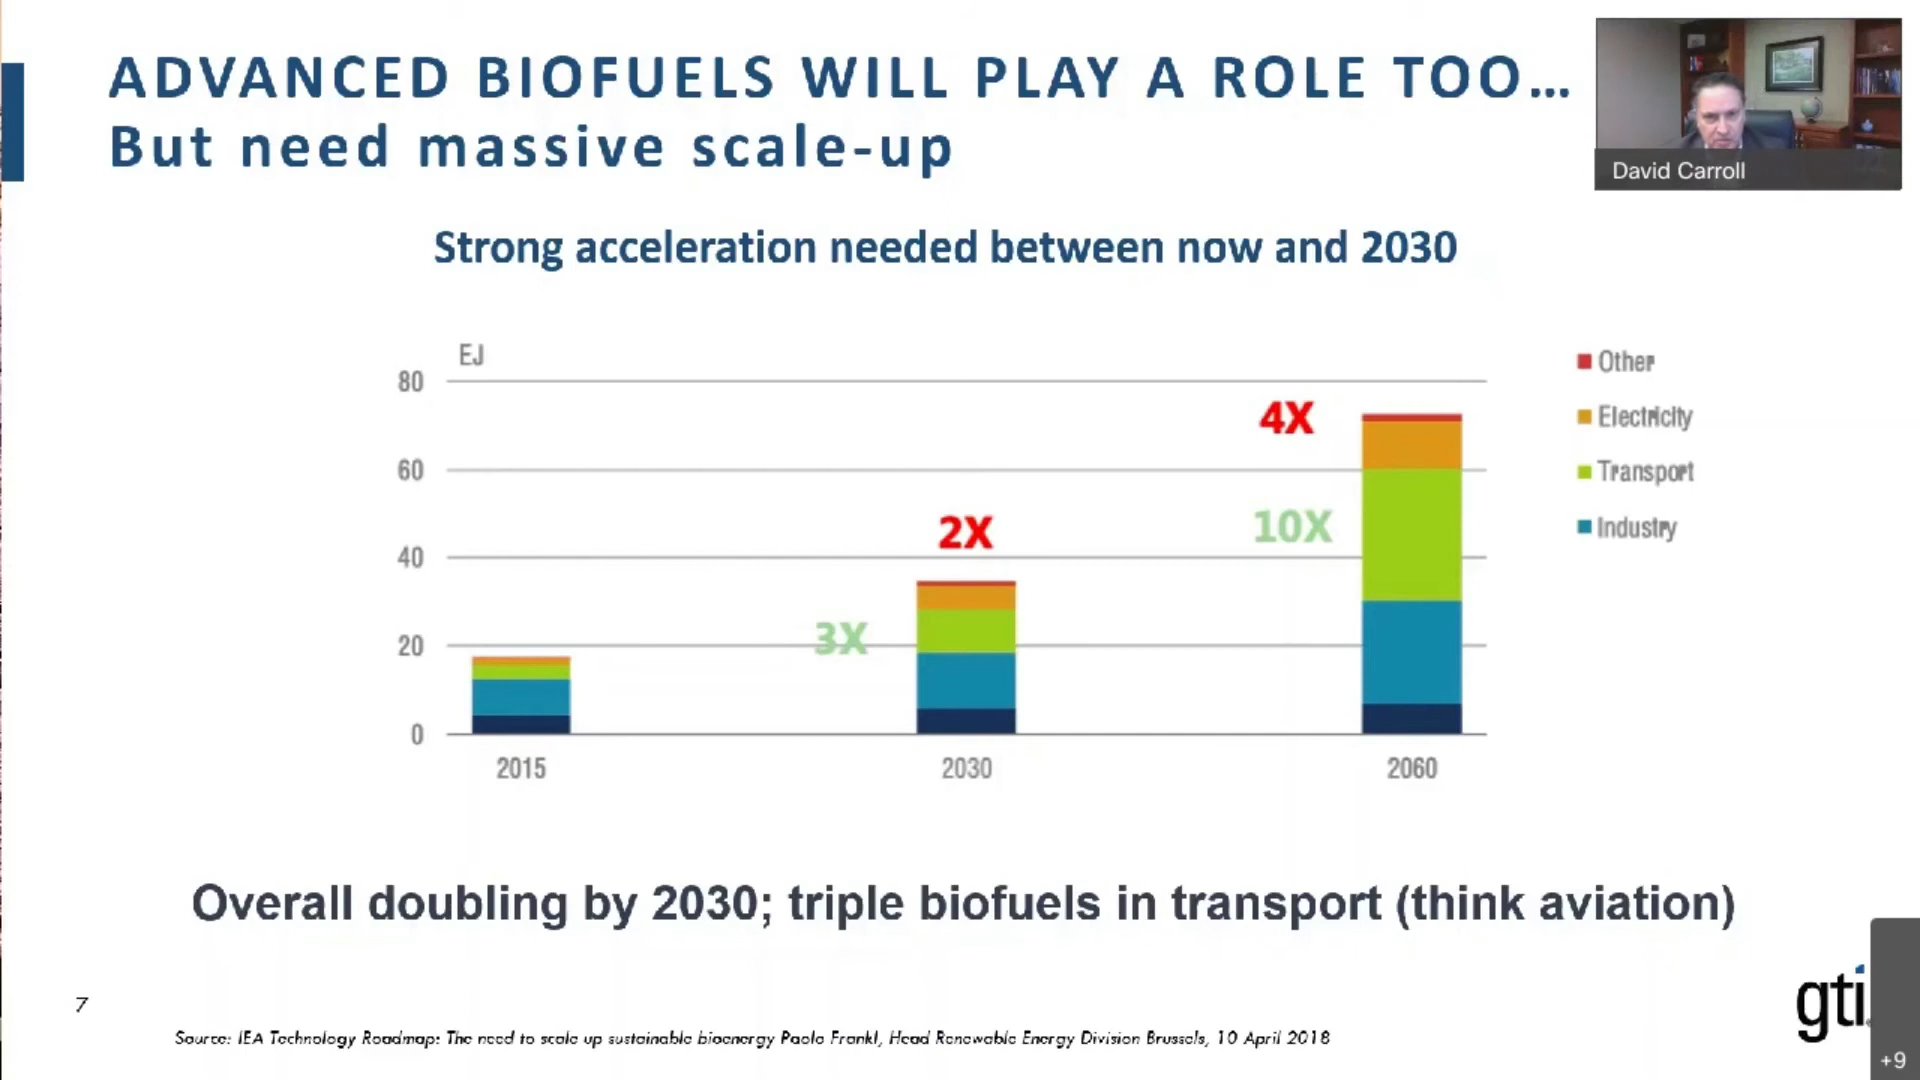 ADVANCED BIOFUELS WILL PLAY A ROLE TOO…
But need massive scale-up
David Carroll
Strong acceleration needed between now and 2030
EJ
80
60
40
20
0
4X
10X
2X
3X
2015
2030
2060
Other
Electricity
Transport
Industry
Overall doubling by 2030; triple biofuels in transport (think aviation)
gti
7
Source: IEA Technology Roadmap: The need to scale up sustainable bioenergy Paolo Frankl, Head Renewable Energy Division Brussels, 10 April 2018
+9